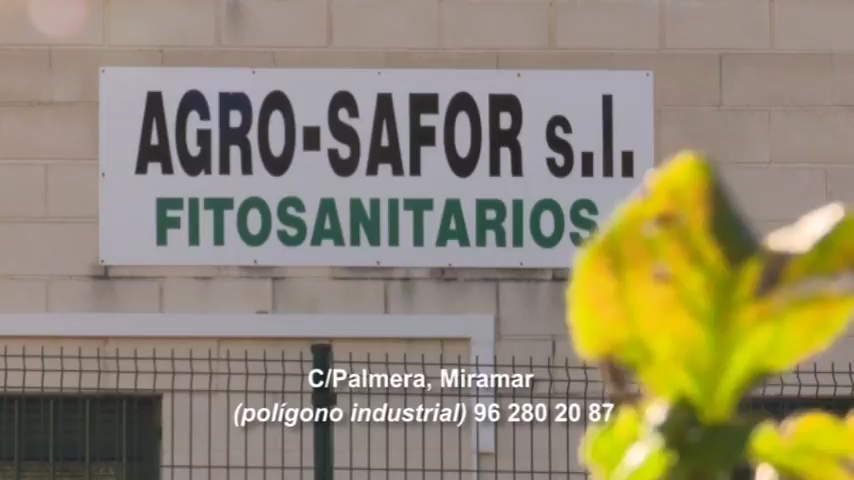 AGRO-SAFOR s.l.
FITOSANITARIOS
C/Palmera, Miramar
(polígono industrial) 96 280 20 87